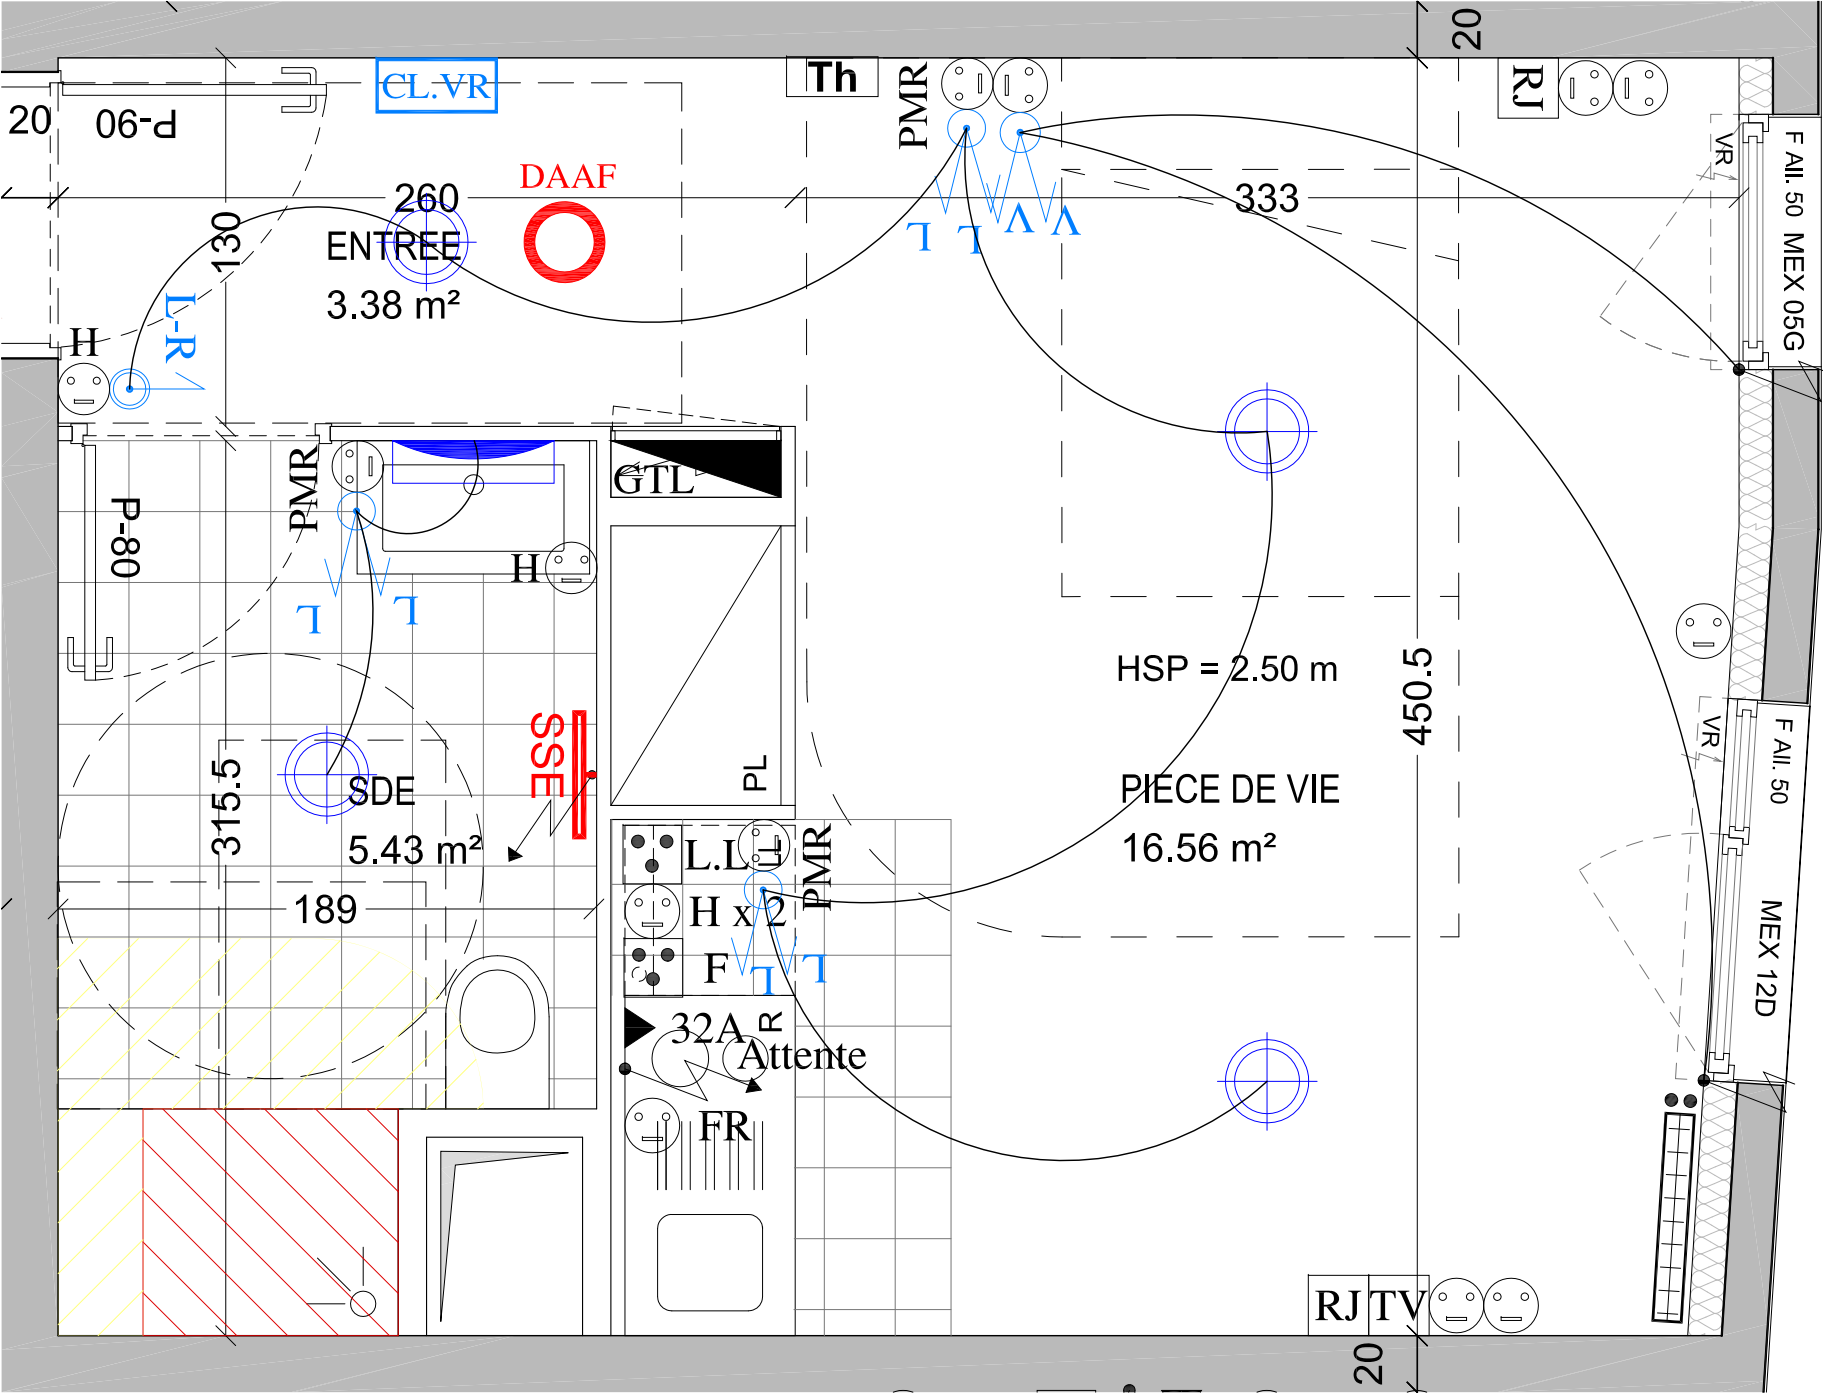 20
CL.VR
Th
PMR
RJ
20
P-90
VR
F All. 50 MEX 05G
DAAF
260
333
130
ENTREE
3.38 m²
L
L
V
V
L-R
H
GTL
PMR
P-80
H
L
L
HSP = 2.50 m
450.5
SSE
VR
F All. 50
MEX 12D
PL
315.5
SDE
5.43 m²
PIECE DE VIE
16.56 m²
L.L
LL
PMR
189
H x 2
F
L
L
32A
R
Attente
FR
RJ
TV
20